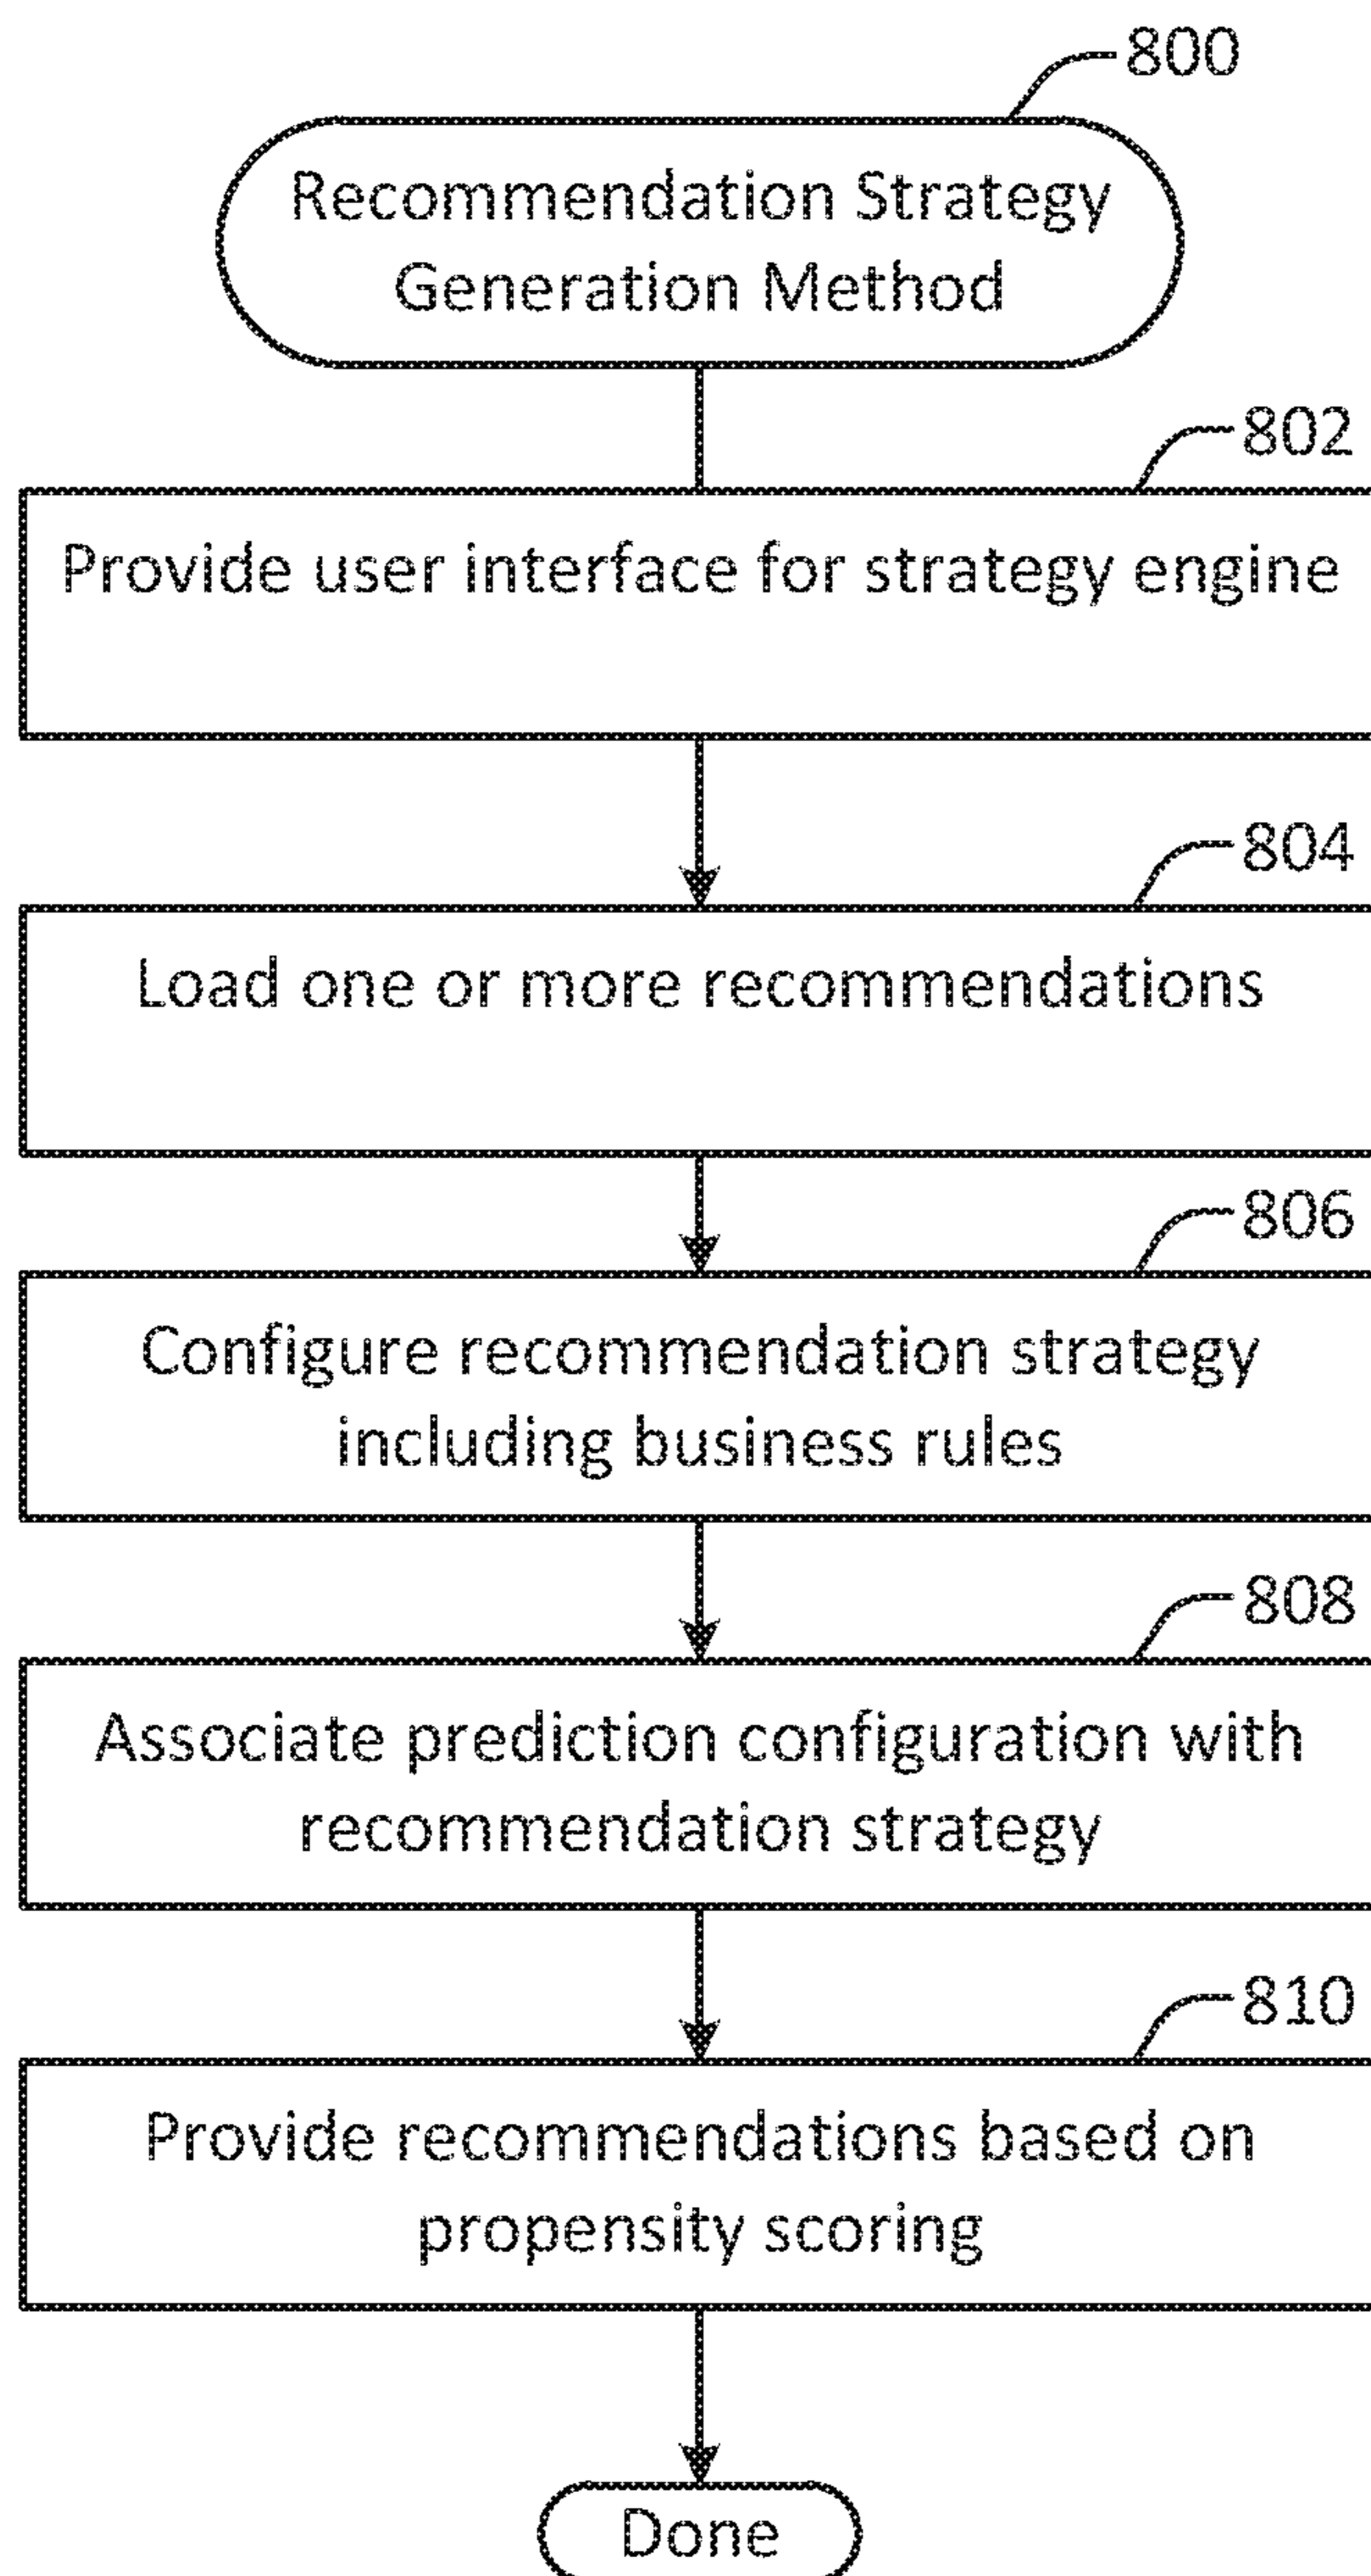 800
Recommendation Strategy
Generation Method
802
Provide user interface for strategy engine
804
Load one or more recommendations
806
Configure recommendation strategy
including business rules
808
Associate prediction configuration with
recommendation strategy
810
Provide recommendations based on
propensity scoring
Done